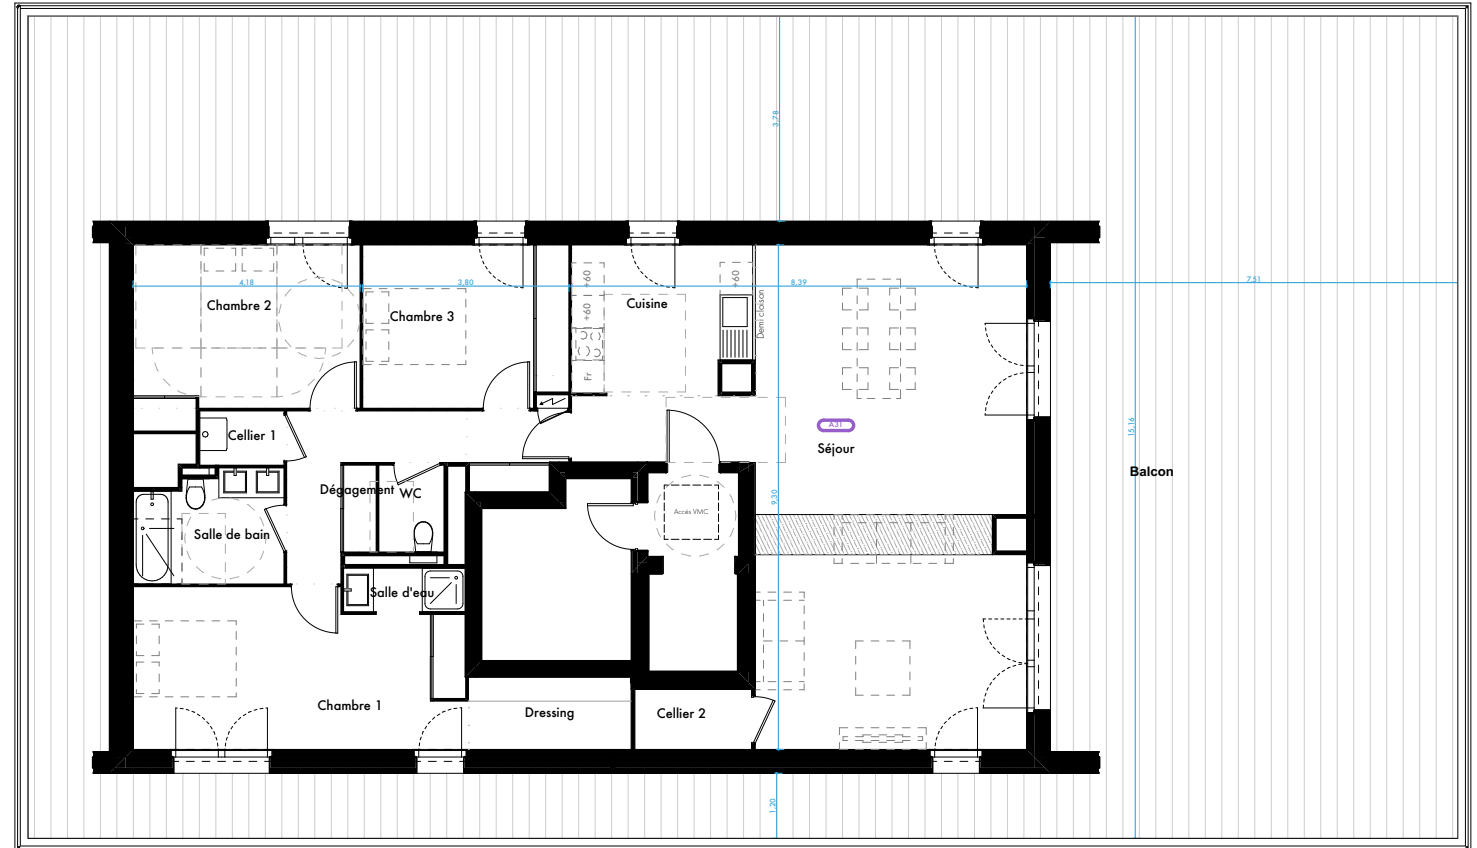 3,78
4,18
3,80
8,39
7,51
+60
+60
+60
Chambre 2
Chambre 3
Cuisine
Demi cloison
Fr
A31
Séjour
15,16
Balcon
Cellier 1
Dégagement
WC
9,30
Accès VMC
Salle de bain
Salle d'eau
Chambre 1
Dressing
Cellier 2
1,20